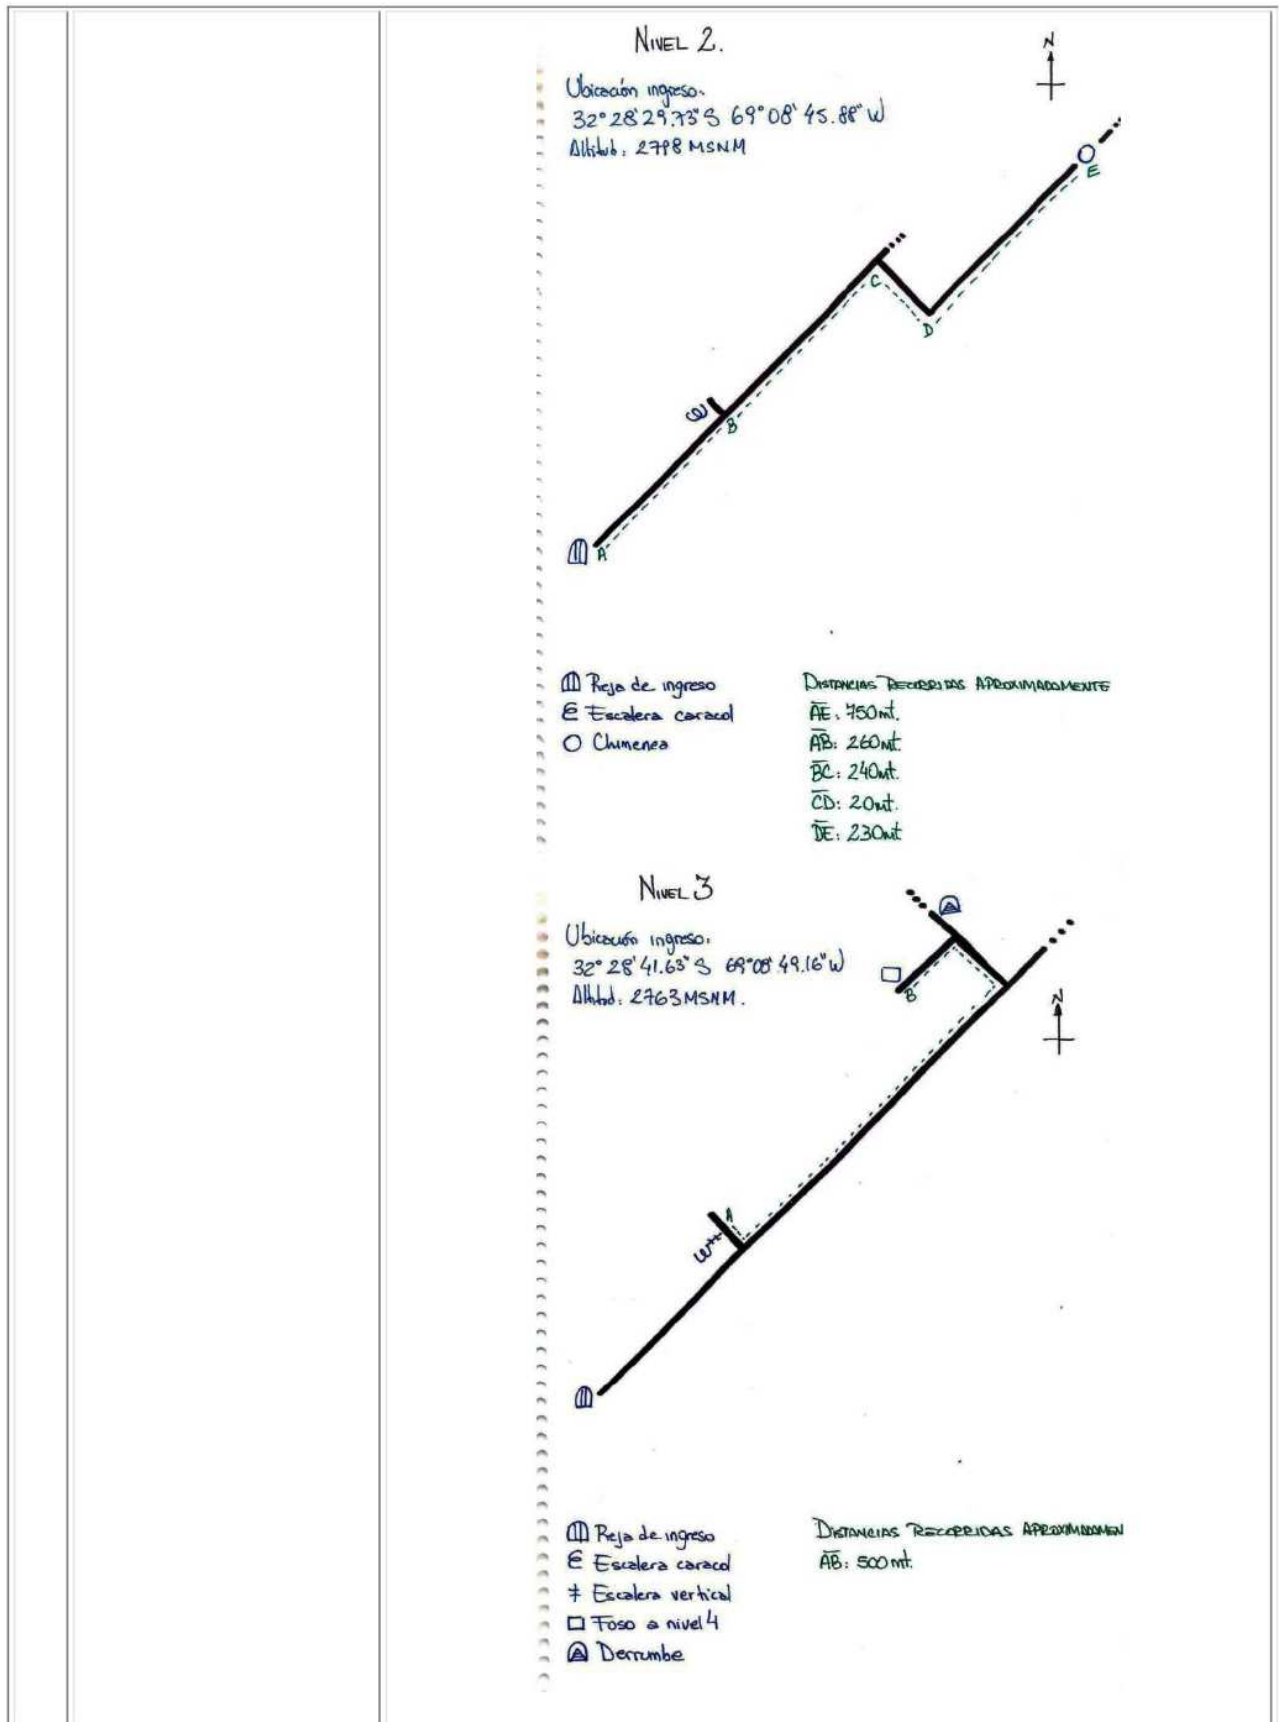 NIVEL 2.
N
Ubicación ingreso.
32° 28' 29.73" S 69° 08' 45.88" W
Altitud: 2798 MSNM
E
C
D
B
A
Reja de ingreso
Escalera caracol
Chimenea
DISTANCIAS RECORRIDAS APROXIMADAMENTE
AE: 750mt.
AB: 260mt.
BC: 240mt.
CD: 20mt.
DE: 230mt
NIVEL 3
Ubicación ingreso.
32° 28' 41.63" S 69° 08' 49.16" W
Altitud: 2763 MSNM.
B
N
A
Reja de ingreso
Escalera caracol
Escalera vertical
Foso a nivel 4
Derrumbe
DISTANCIAS RECORRIDAS APROXIMADAMEN
AB: 500mt.